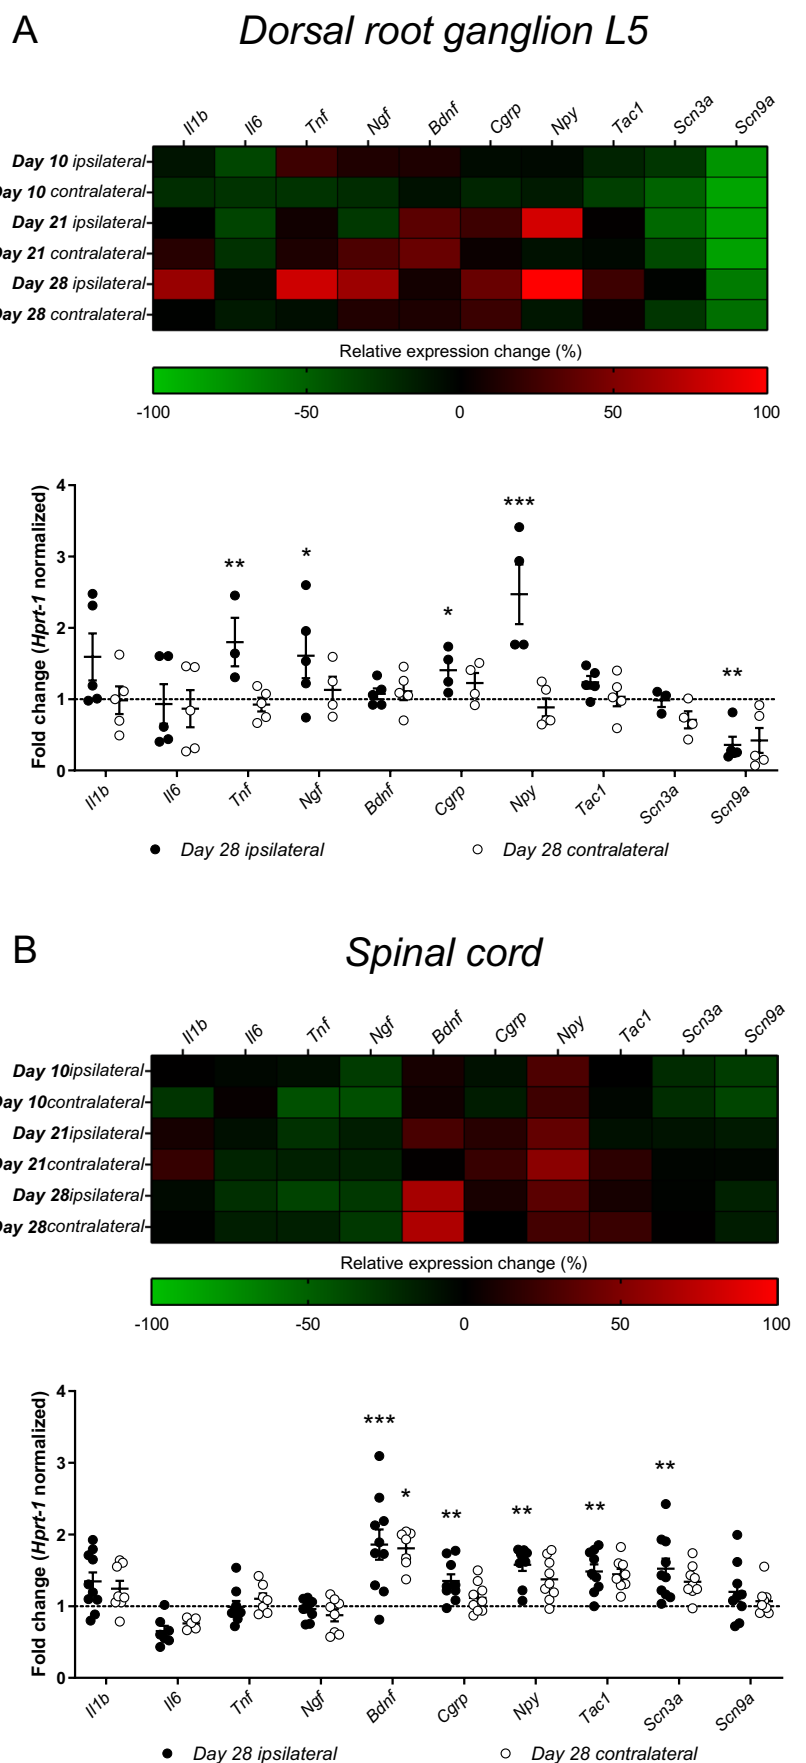 A
Dorsal root ganglion L5
Il1b Il6 Tnf Ngf Bdnf Cgrp Npy Tac1 Scn3a Scn9a
Day 10 ipsilateral
Day 10 contralateral
Day 21 ipsilateral
Day 21 contralateral
Day 28 ipsilateral
Day 28 contralateral
Relative expression change (%)
-100 -50 0 50 100
Fold change (Hprt-1 normalized)
4
3
2
1
0
** * * *** **
Il1b Il6 Tnf Ngf Bdnf Cgrp Npy Tac1 Scn3a Scn9a
Day 28 ipsilateral Day 28 contralateral
B
Spinal cord
Il1b Il6 Tnf Ngf Bdnf Cgrp Npy Tac1 Scn3a Scn9a
Day 10ipsilateral
Day 10contralateral
Day 21ipsilateral
Day 21contralateral
Day 28ipsilateral
Day 28contralateral
Relative expression change (%)
-100 -50 0 50 100
Fold change (Hprt-1 normalized)
4
3
2
1
0
*** * ** ** ** **
Il1b Il6 Tnf Ngf Bdnf Cgrp Npy Tac1 Scn3a Scn9a
Day 28 ipsilateral Day 28 contralateral